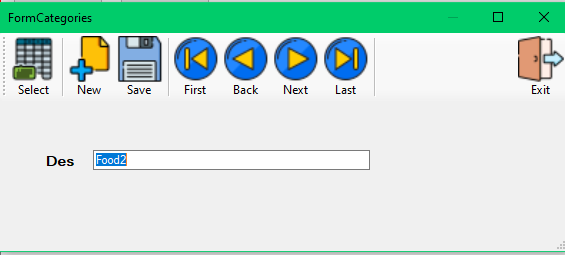 FormCategories
Select New Save First Back Next Last Exit
Des Food2